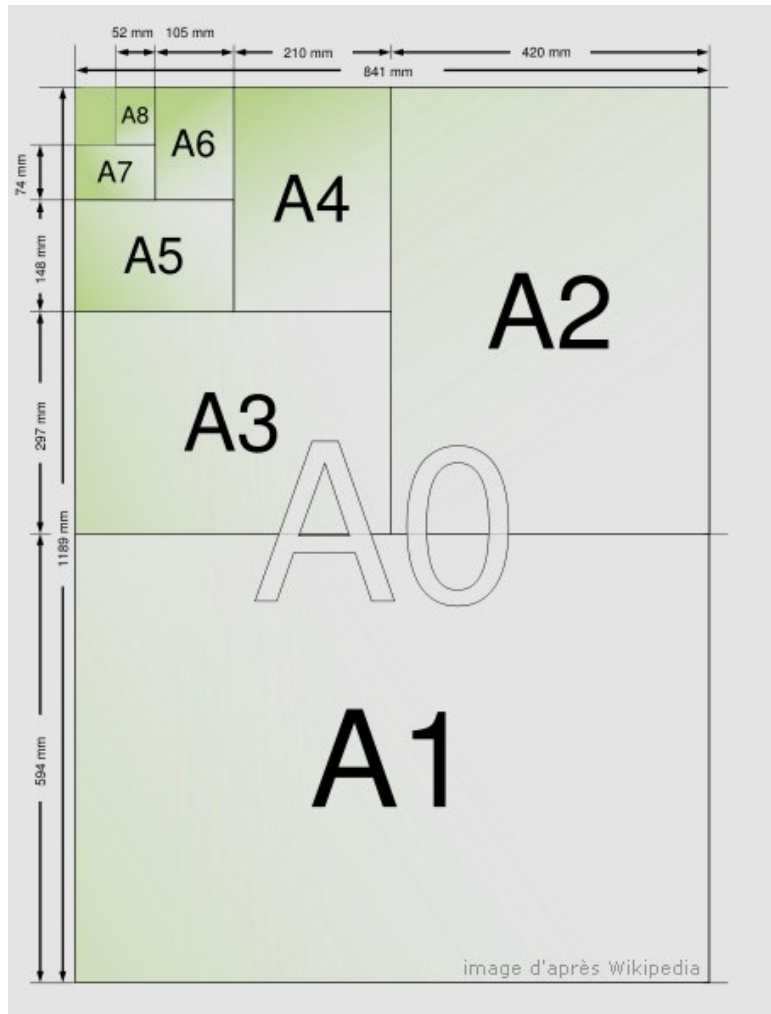 52 mm 105 mm
210 mm 420 mm
841 mm
A8
A6
A7
74 mm
A4
A5
148 mm
A2
A3
297 mm
A0
1189 mm
A1
594 mm
image d'après Wikipedia